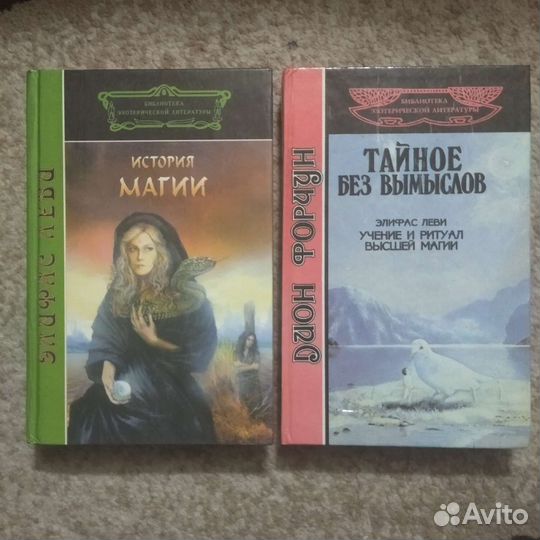 БИБЛИОТЕКА
ЭЗОТЕРИЧЕСКОЙ ЛИТЕРАТУРЫ
ИСТОРИЯ
МАГИИ
ЭЛИФАС ЛЕВИ
БИБЛИОТЕКА
ЭЗОТЕРИЧЕСКОЙ ЛИТЕРАТУРЫ
ТАЙНОЕ
БЕЗ ВЫМЫСЛОВ
ЭЛИФАС ЛЕВИ
УЧЕНИЕ И РИТУАЛ
ВЫСШЕЙ МАГИИ
ДИОН ФОРЧУН
Avito